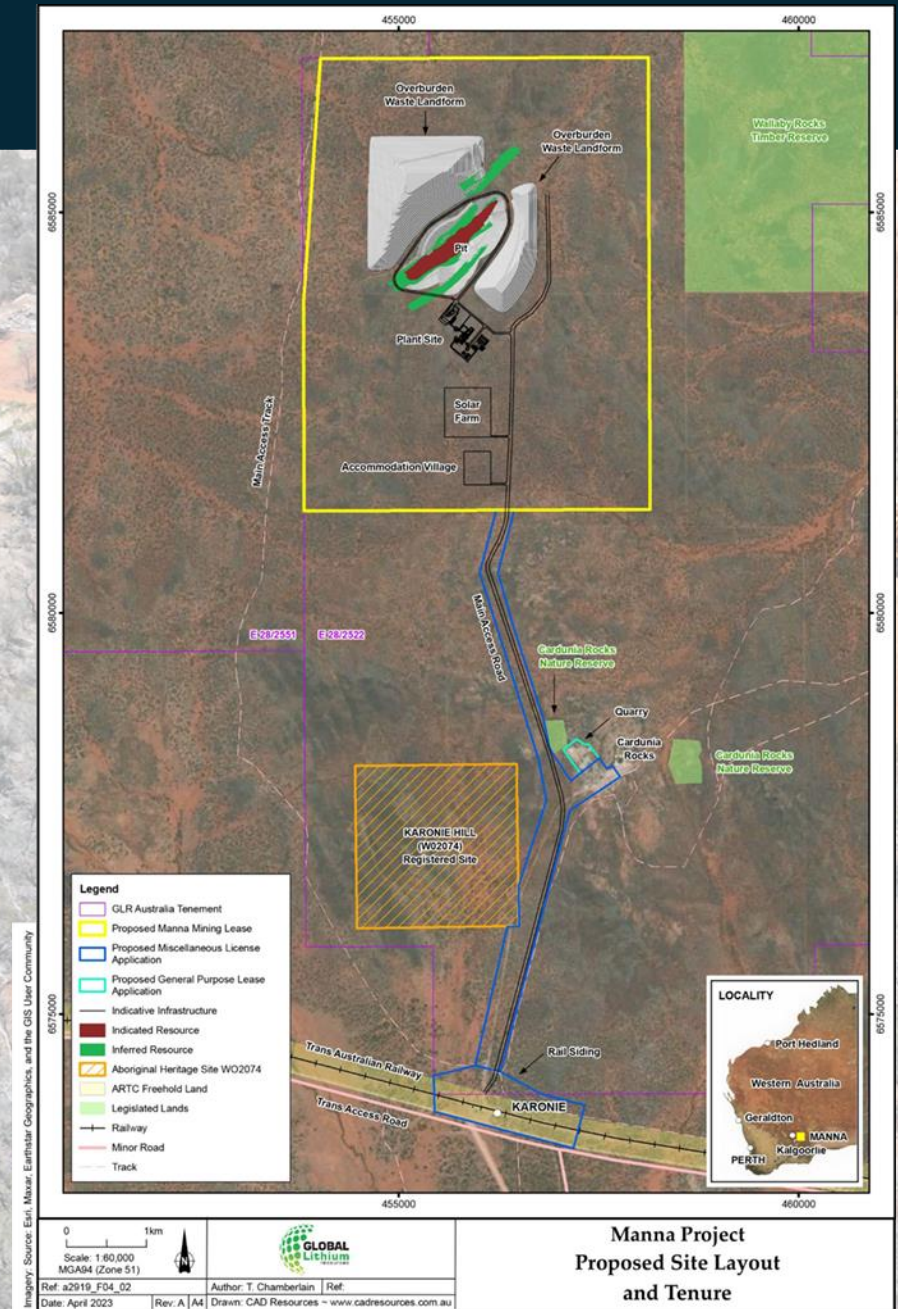 455000
460000
Overburden
Waste Landform
Overburden
Waste Landform
Wallaby Rocks
Timber Reserve
6585000
6585000
Pit
Plant Site
Solar
Farm
Main Access Track
Accommodation Village
6580000
6580000
E 28/2551
E 28/2522
Main Access Road
Cardunia Rocks
Nature Reserve
Quarry
Cardunia
Rocks
Cardunia Rocks
Nature Reserve
KARONIE HILL
(W02074)
Registered Site
Legend
GLR Australia Tenement
Proposed Manna Mining Lease
Proposed Miscellaneous License
Application
Proposed General Purpose Lease
Application
Indicative Infrastructure
Indicated Resource
Inferred Resource
Aboriginal Heritage Site WO2074
ARTC Freehold Land
Legislated Lands
Railway
Minor Road
Track
6575000
6575000
Trans Australian Railway
Trans Access Road
Rail Siding
KARONIE
LOCALITY
Port Hedland
Western Australia
Geraldton
MANNA
Kalgoorlie
PERTH
455000
460000
Imagery: Source: Esri, Maxar, Earthstar Geographics, and the GIS User Community
0 1km
Scale: 1:60,000
MGA94 (Zone 51)
N
GLOBAL
Lithium
Ref: a2919_F04_02
Author: T. Chamberlain
Ref:
Date: April 2023
Rev: A
A4
Drawn: CAD Resources ~ www.cadresources.com.au
Manna Project
Proposed Site Layout
and Tenure